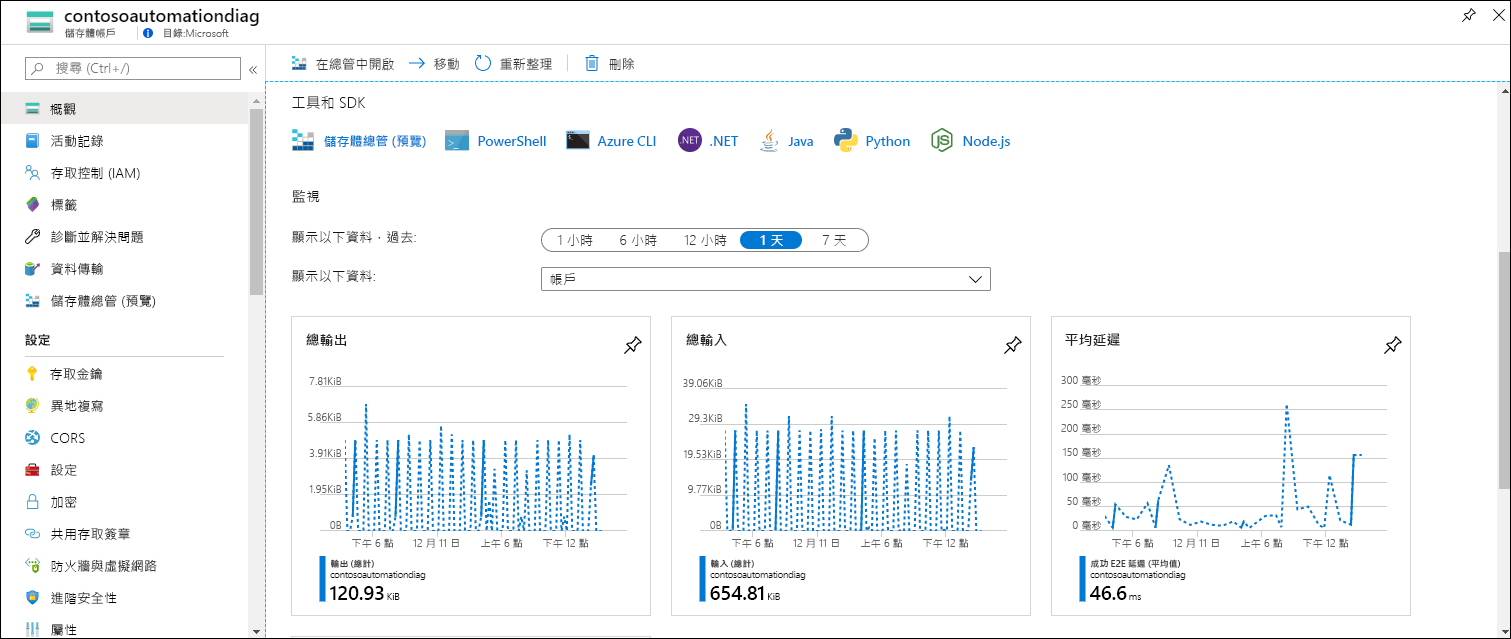 contosoautomationdiag
儲存體帳戶
目錄:Microsoft
搜尋 (Ctrl+/)
«
概觀
活動記錄
存取控制 (IAM)
標籤
診斷並解決問題
資料傳輸
儲存體總管 (預覽)
設定
存取金鑰
異地複寫
CORS
設定
加密
共用存取簽章
防火牆與虛擬網路
進階安全性
屬性
在總管中開啟 移動 重新整理 刪除
工具和 SDK
儲存體總管 (預覽) PowerShell Azure CLI .NET Java Python Node.js
監視
顯示以下資料，過去:
1 小時 6 小時 12 小時 1 天 7 天
顯示以下資料:
帳戶
總輸出
7.81KiB
5.86KiB
3.91KiB
1.95KiB
0B
下午 6 點 12 月 11 日 上午 6 點 下午 12 點
輸出 (總計)
contosoautomationdiag
120.93 KiB
總輸入
39.06KiB
29.3KiB
19.53KiB
9.77KiB
0B
下午 6 點 12 月 11 日 上午 6 點 下午 12 點
輸入 (總計)
contosoautomationdiag
654.81 KiB
平均延遲
300 毫秒
250 毫秒
200 毫秒
150 毫秒
100 毫秒
50 毫秒
0 毫秒
下午 6 點 12 月 11 日 上午 6 點 下午 12 點
成功 E2E 延遲 (平均值)
contosoautomationdiag
46.6 ms